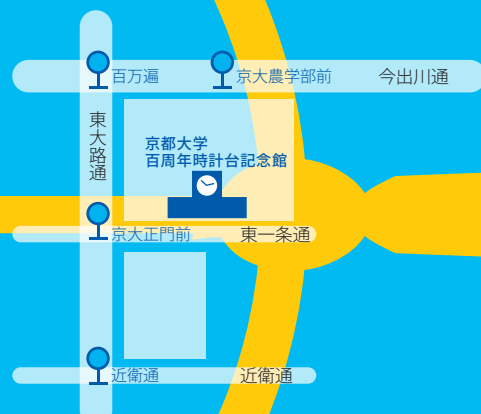 百万遍
京大農学部前
今出川通
東大路通
京都大学
百周年時計台記念館
京大正門前
東一条通
近衛通
近衛通